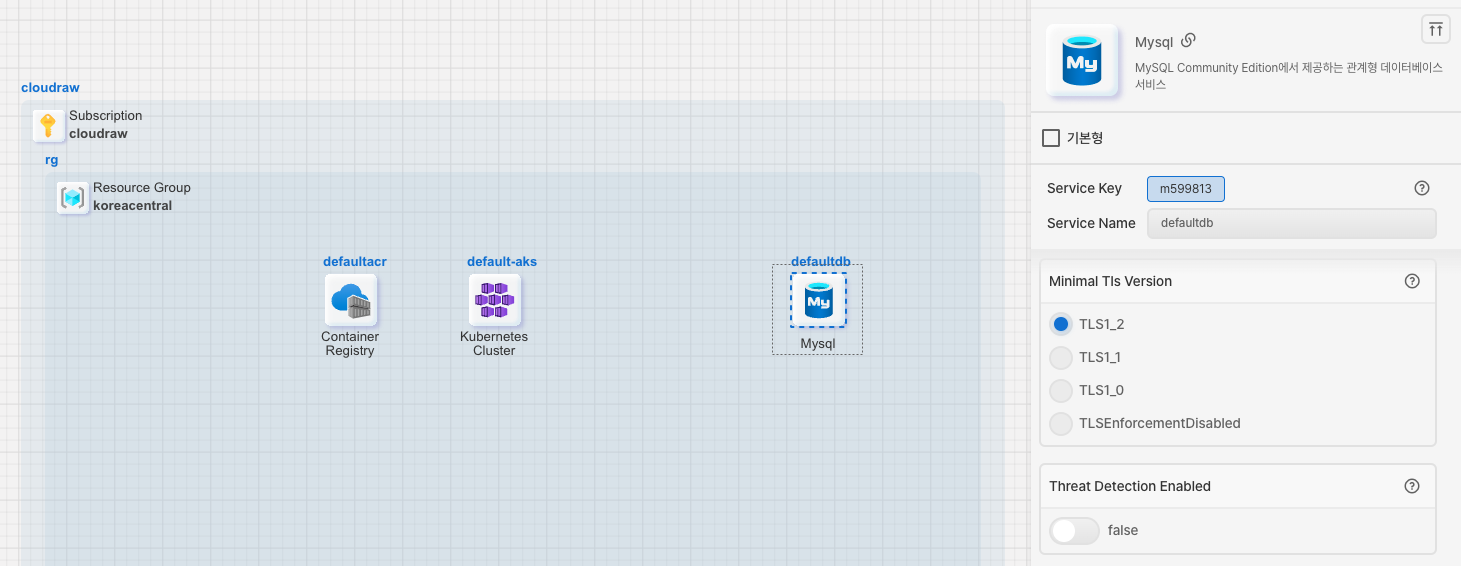 cloudraw
Subscription
cloudraw
rg
Resource Group
koreacentral
defaultacr
Container
Registry
default-aks
Kubernetes
Cluster
defaultdb
My
Mysql
My
Mysql
MySQL Community Edition에서 제공하는 관계형 데이터베이스
서비스
기본형
Service Key
m599813
Service Name
defaultdb
Minimal Tls Version
TLS1_2
TLS1_1
TLS1_0
TLSEnforcementDisabled
Threat Detection Enabled
false